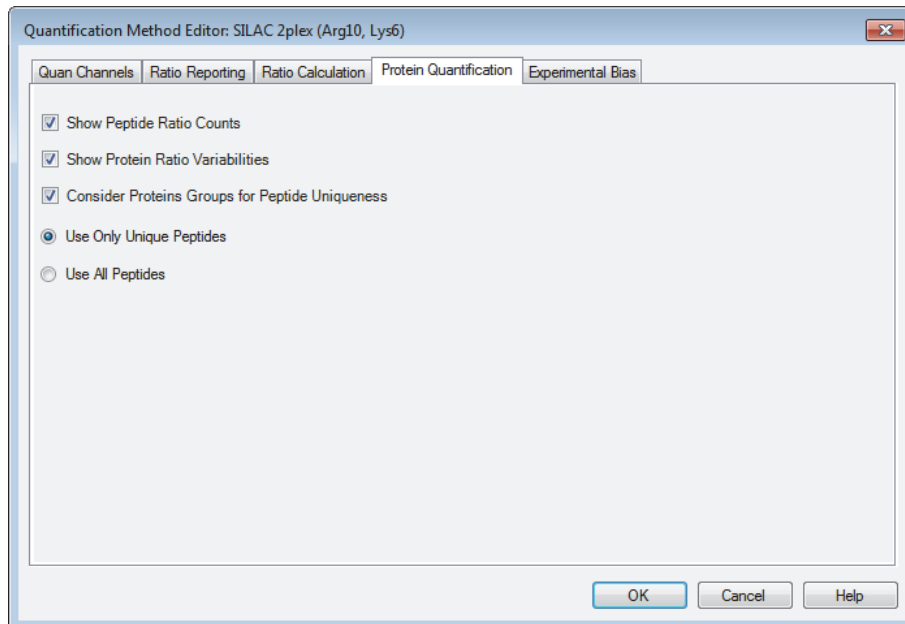 Quantification Method Editor: SILAC 2plex (Arg10, Lys6)
Quan Channels Ratio Reporting Ratio Calculation Protein Quantification Experimental Bias
Show Peptide Ratio Counts
Show Protein Ratio Variabilities
Consider Proteins Groups for Peptide Uniqueness
Use Only Unique Peptides
Use All Peptides
OK Cancel Help